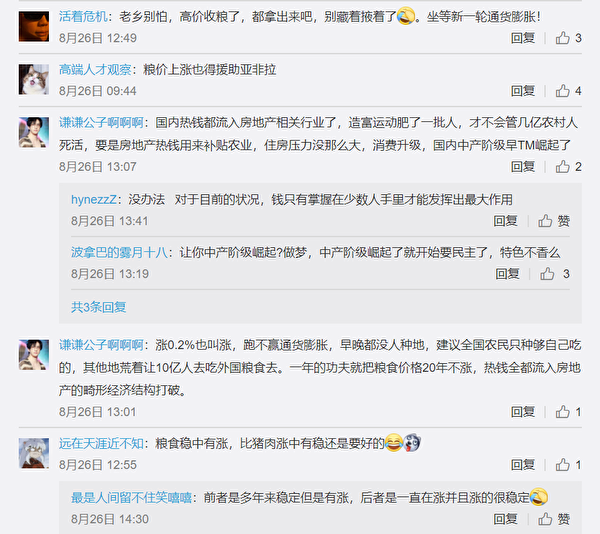 活着危机：老乡别怕，高价收粮了，都拿出来吧，别藏着掖着了。坐等新一轮通货膨胀！
8月26日 12:49
回复 3
高端人才观察：粮价上涨也得援助亚非拉
8月26日 09:44
回复 4
谦谦公子啊啊啊：国内热钱都流入房地产相关行业了，造富运动肥了一批人，才不会管几亿农村人
死活，要是房地产热钱用来补贴农业，住房压力没那么大，消费升级，国内中产阶级早TM崛起了
8月26日 13:07
回复 2
hynezzZ：没办法 对于目前的状况，钱只有掌握在少数人手里才能发挥出最大作用
8月26日 13:41
回复 赞
波拿巴的雾月十八：让你中产阶级崛起?做梦，中产阶级崛起了就开始要民主了，特色不香么
8月26日 13:19
回复 3
共3条回复
谦谦公子啊啊啊：涨0.2%也叫涨，跑不赢通货膨胀，早晚都没人种地，建议全国农民只种够自己吃
的，其他地荒着让10亿人去吃外国粮食去。一年的功夫就把粮食价格20年不涨，热钱全都流入房地
产的畸形经济结构打破。
8月26日 13:01
回复 1
远在天涯近不知：粮食稳中有涨，比猪肉涨中有稳还是要好的
8月26日 12:55
回复 1
最是人间留不住笑嘻嘻：前者是多年来稳定但是有涨，后者是一直在涨并且涨的很稳定
8月26日 14:30
回复 赞